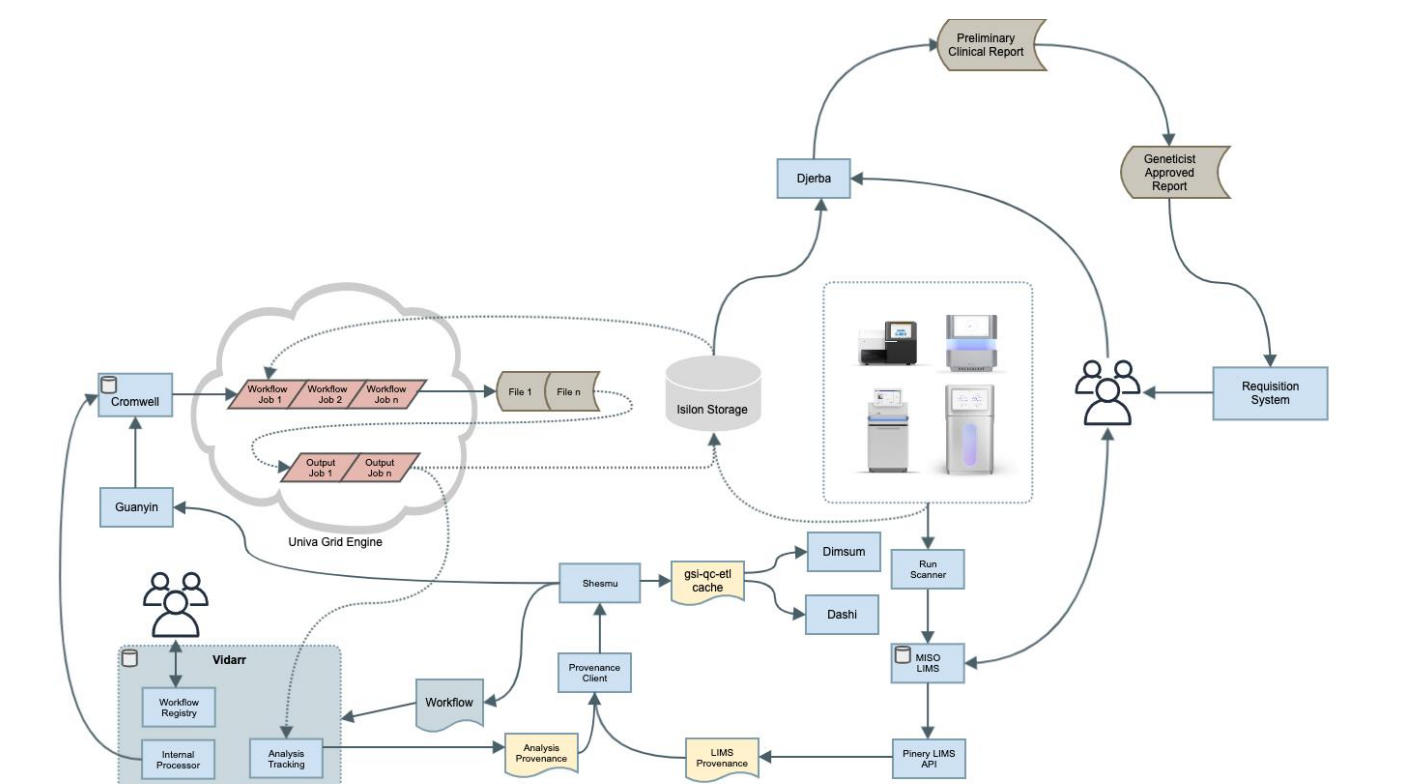 Preliminary
Clinical Report
Djerba
Geneticist
Approved
Report
Cromwell
Workflow
Job 1
Workflow
Job 2
Workflow
Job n
File 1
File n
Isilon Storage
Requisition
System
Output
Job 1
Output
Job n
Guanyin
Univa Grid Engine
Shesmu
gsi-qc-etl
cache
Dimsum
Dashi
Run
Scanner
Vidarr
Provenance
Client
MISO
LIMS
Workflow
Registry
Workflow
Internal
Processor
Analysis
Tracking
Analysis
Provenance
LIMS
Provenance
Pinery LIMS
API